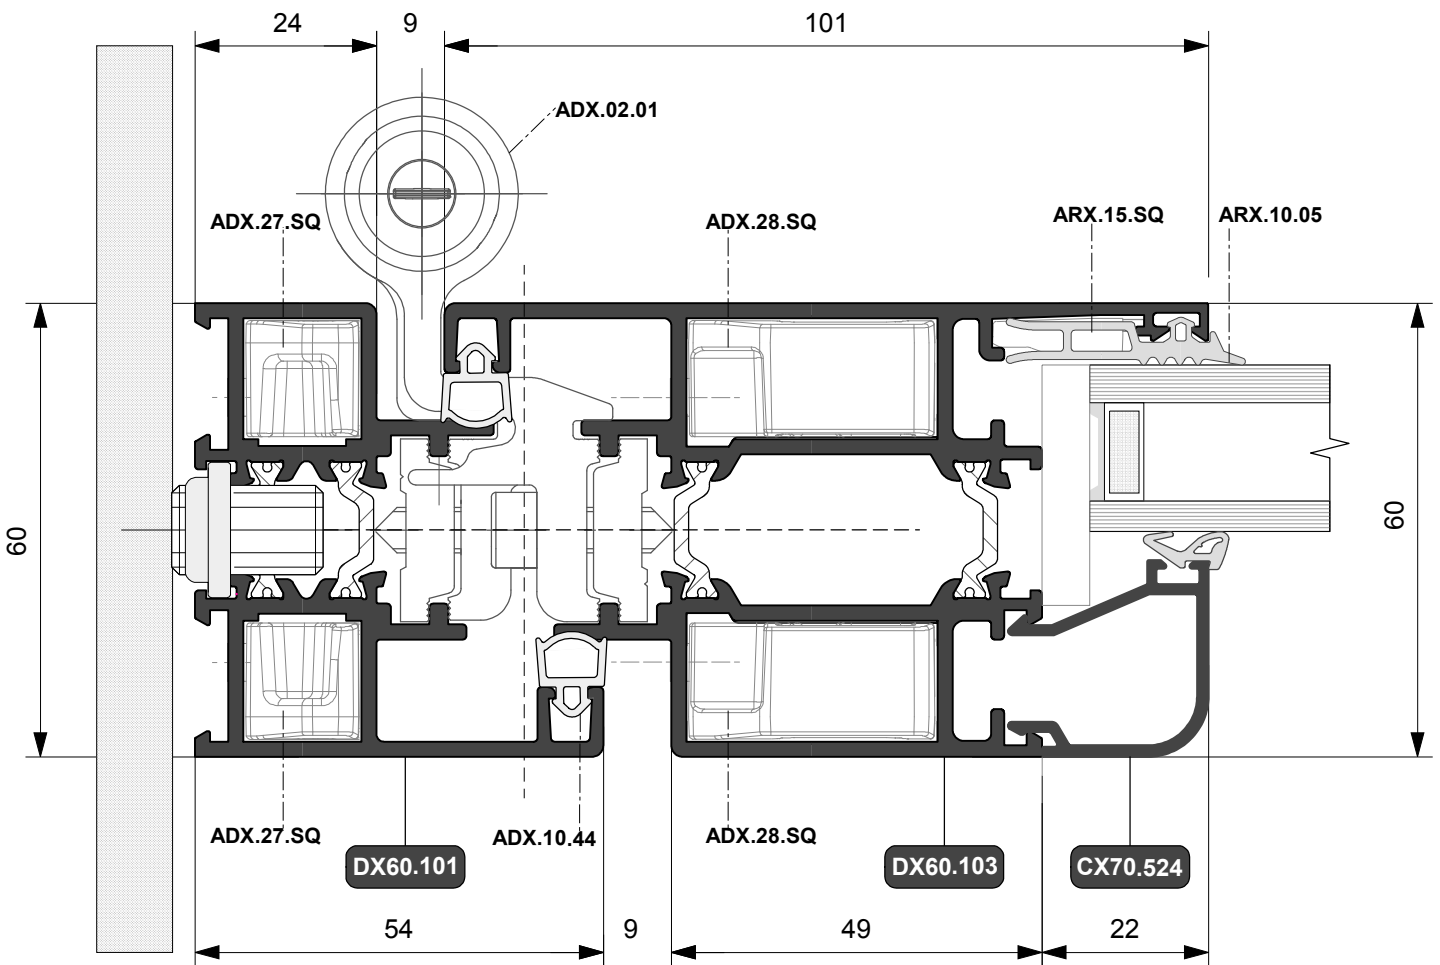 24
9
101
ADX.02.01
ADX.27.SQ
ADX.28.SQ
ARX.15.SQ
ARX.10.05
60
60
ADX.27.SQ
ADX.10.44
ADX.28.SQ
DX60.101
DX60.103
CX70.524
54
9
49
22